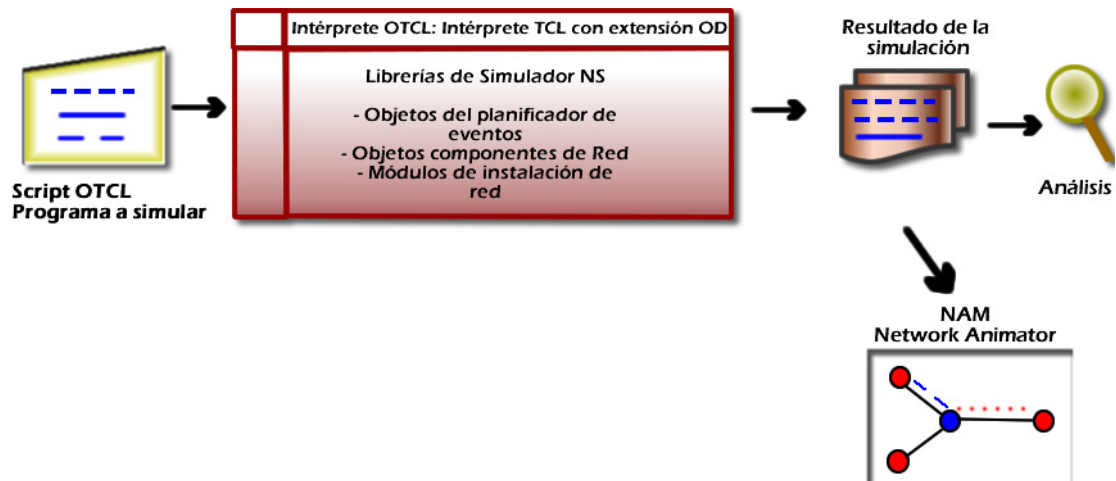 Script OTCL
Programa a simular
Intérprete OTCL: Intérprete TCL con extensión OD
Librerías de Simulador NS
- Objetos del planificador de
eventos
- Objetos componentes de Red
- Módulos de instalación de
red
Resultado de la
simulación
Análisis
NAM
Network Animator